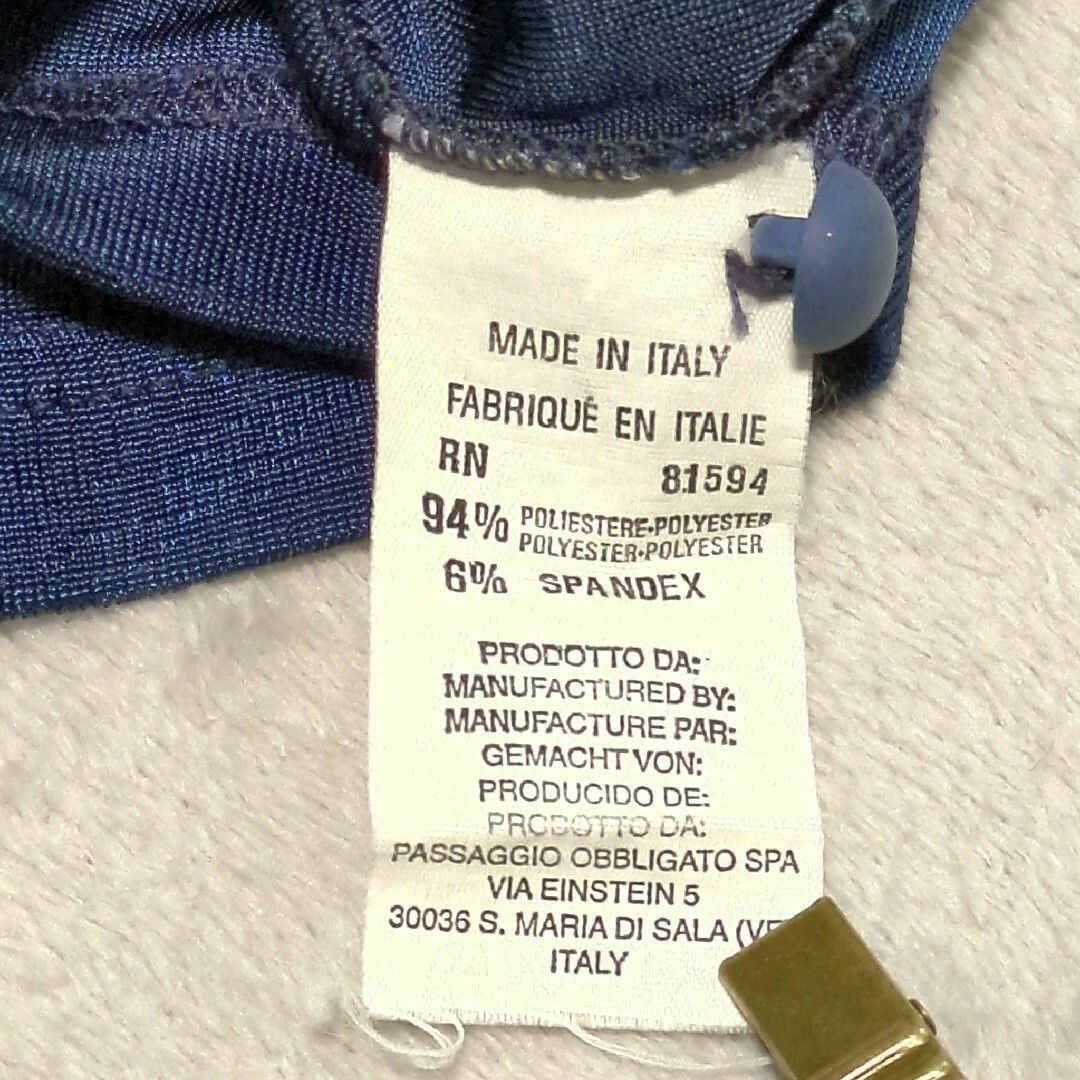 MADE IN ITALY
FABRIQUÉ EN ITALIE
RN 81594
94% POLIESTERE•POLYESTER
POLYESTER•POLYESTER
6% SPANDEX
PRODOTTO DA:
MANUFACTURED BY:
MANUFACTURE PAR:
GEMACHT VON:
PRODUCIDO DE:
PRODOTTO DA:
PASSAGGIO OBBLIGATO SPA
VIA EINSTEIN 5
30036 S. MARIA DI SALA (VE
ITALY